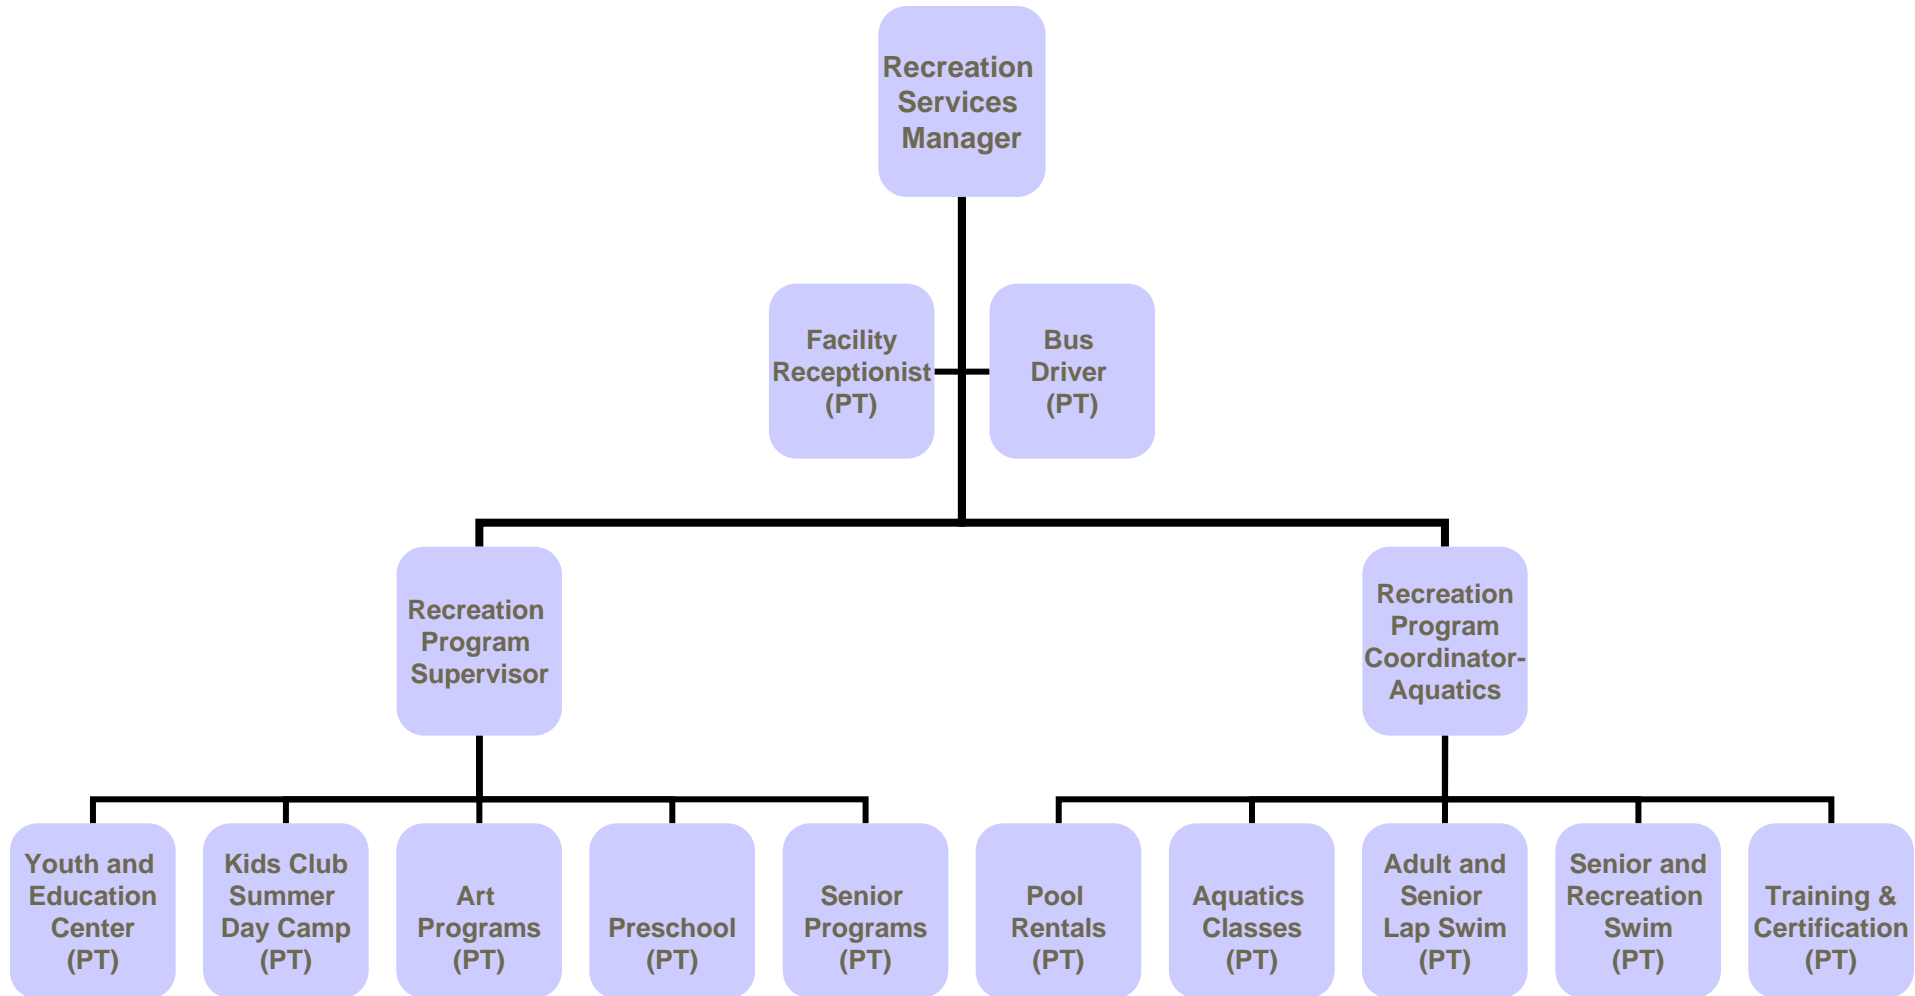 Recreation
Services
Manager
Facility
Receptionist
(PT)
Bus
Driver
(PT)
Recreation
Program
Supervisor
Recreation
Program
Coordinator-
Aquatics
Youth and
Education
Center
(PT)
Kids Club
Summer
Day Camp
(PT)
Art
Programs
(PT)
Preschool
(PT)
Senior
Programs
(PT)
Pool
Rentals
(PT)
Aquatics
Classes
(PT)
Adult and
Senior
Lap Swim
(PT)
Senior and
Recreation
Swim
(PT)
Training &
Certification
(PT)